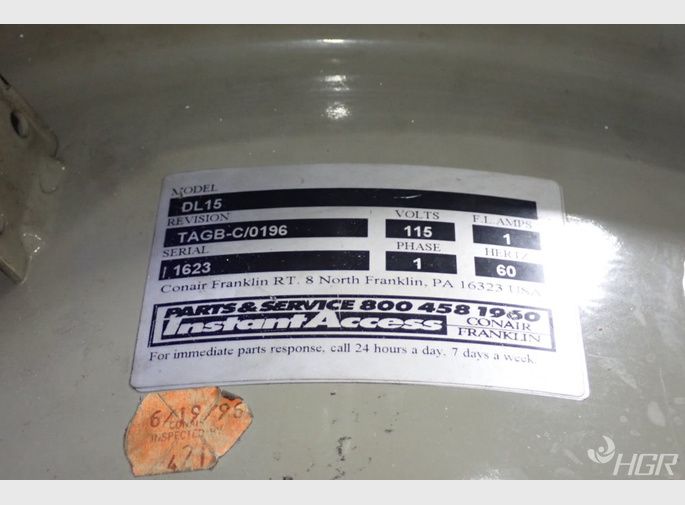 MODEL
DL15
REVISION VOLTS F.L.AMPS
TAGB-C/0196 115 1
SERIAL PHASE HERTZ
1623 1 60
Conair Franklin RT. 8 North Franklin, PA 16323 USA
PARTS & SERVICE 800 458 1960
Instant Access CONAIR
FRANKLIN
For immediate parts response, call 24 hours a day, 7 days a week.
6/19/96
CONAIR
INSPECTED BY
HGR